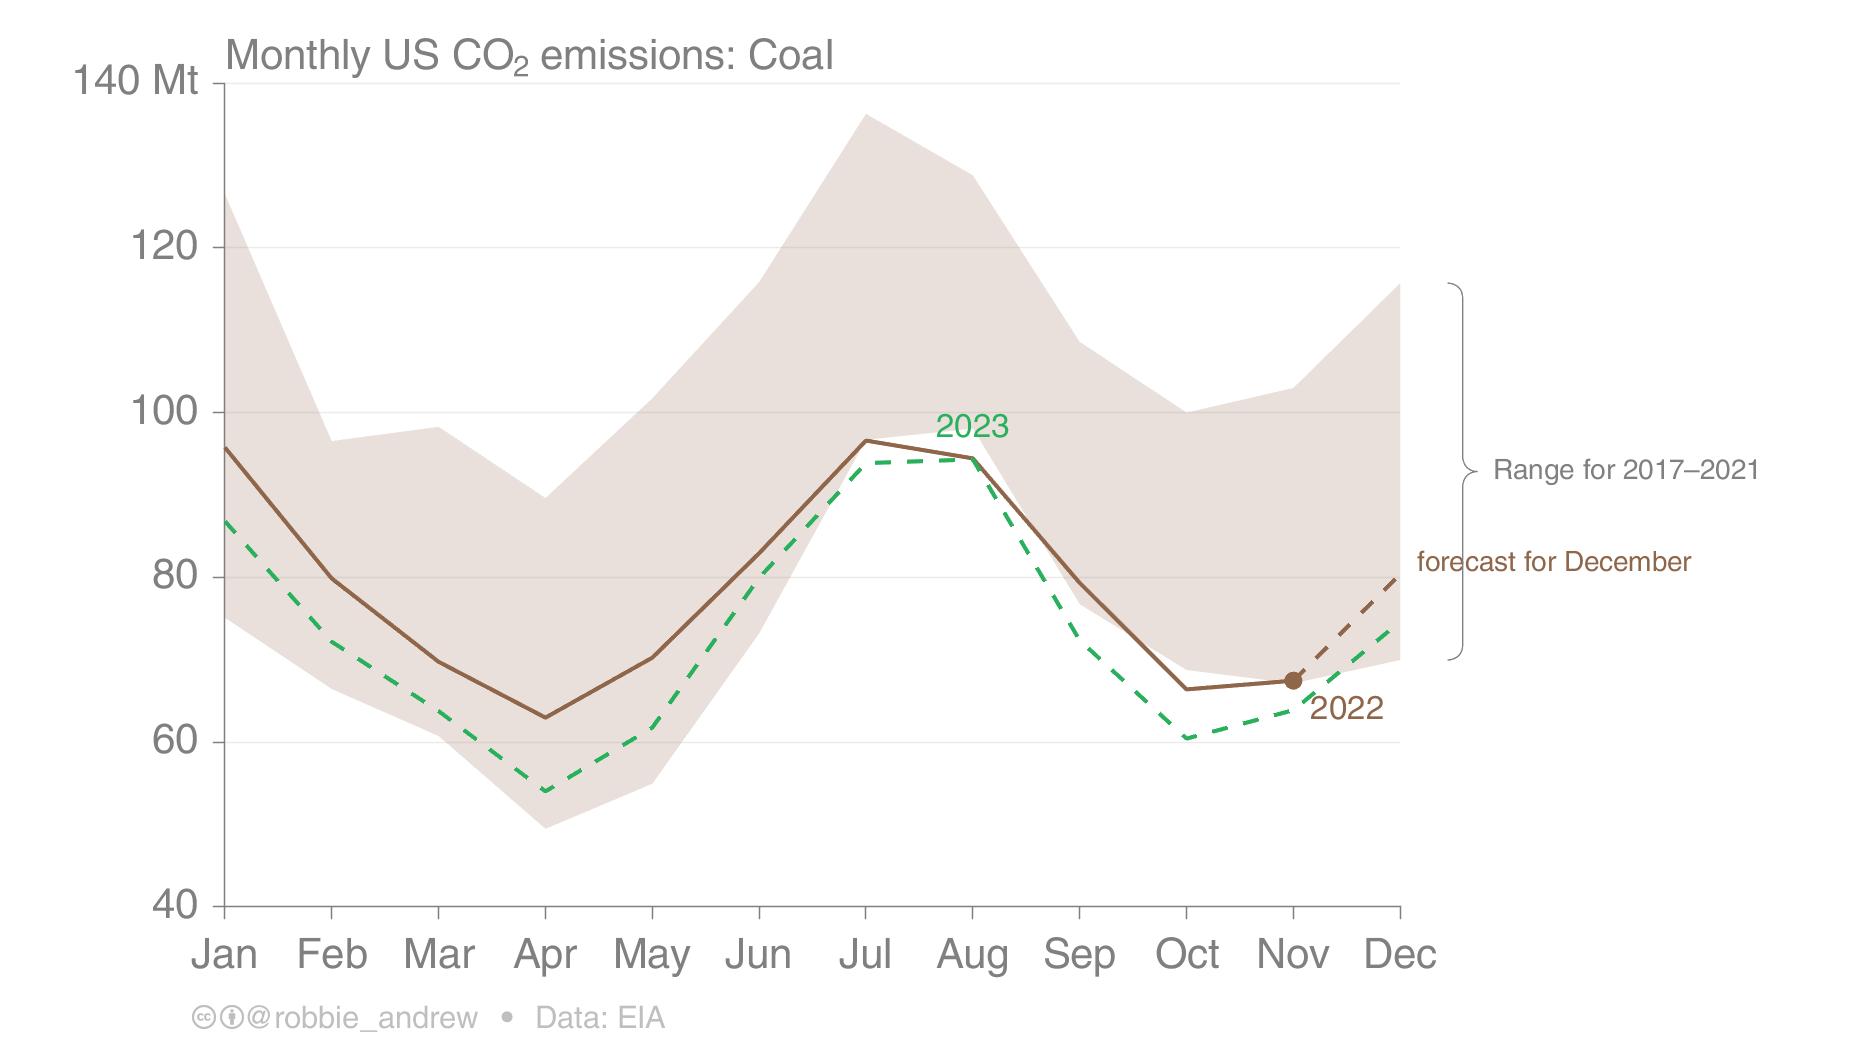 Monthly US CO₂ emissions: Coal
140 Mt
120
100
80
60
40
2023
Range for 2017–2021
forecast for December
2022
Jan Feb Mar Apr May Jun Jul Aug Sep Oct Nov Dec
cc @robbie_andrew • Data: EIA